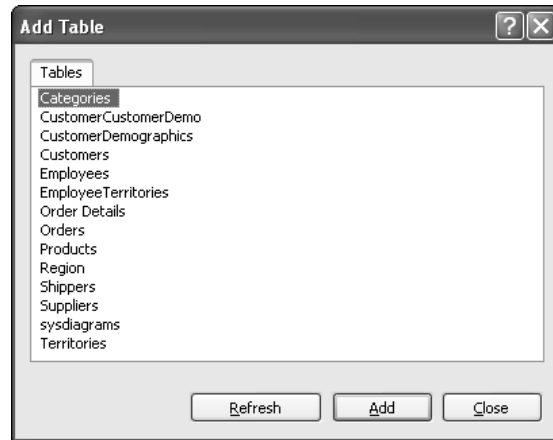 Add Table
Tables
Categories
CustomerCustomerDemo
CustomerDemographics
Customers
Employees
EmployeeTerritories
Order Details
Orders
Products
Region
Shippers
Suppliers
sysdiagrams
Territories
Refresh Add Close